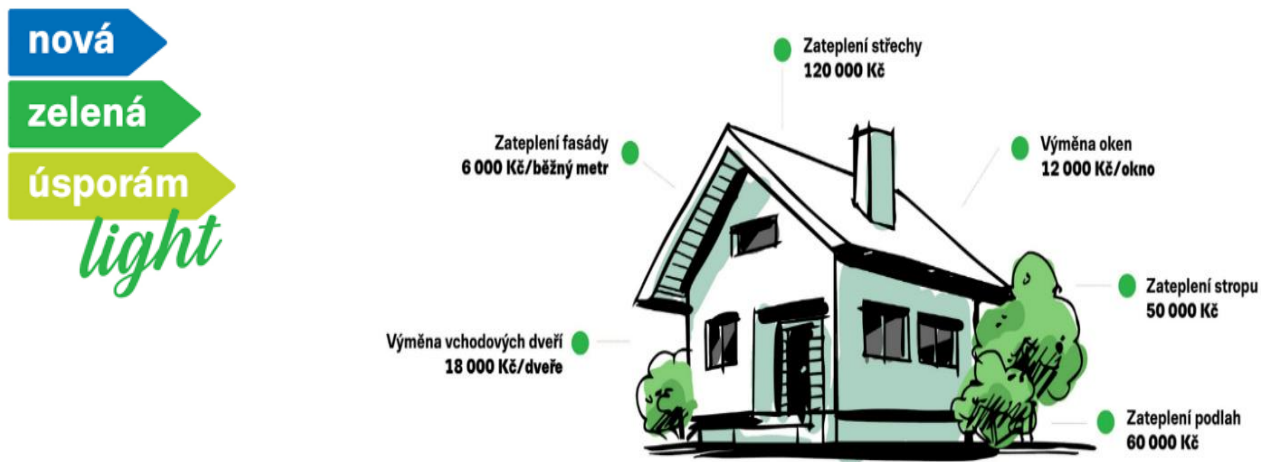 nová
zelená
úsporám
light
Zateplení střechy
120 000 Kč
Zateplení fasády
6 000 Kč/běžný metr
Výměna oken
12 000 Kč/okno
Zateplení stropu
50 000 Kč
Výměna vchodových dveří
18 000 Kč/dveře
Zateplení podlah
60 000 Kč